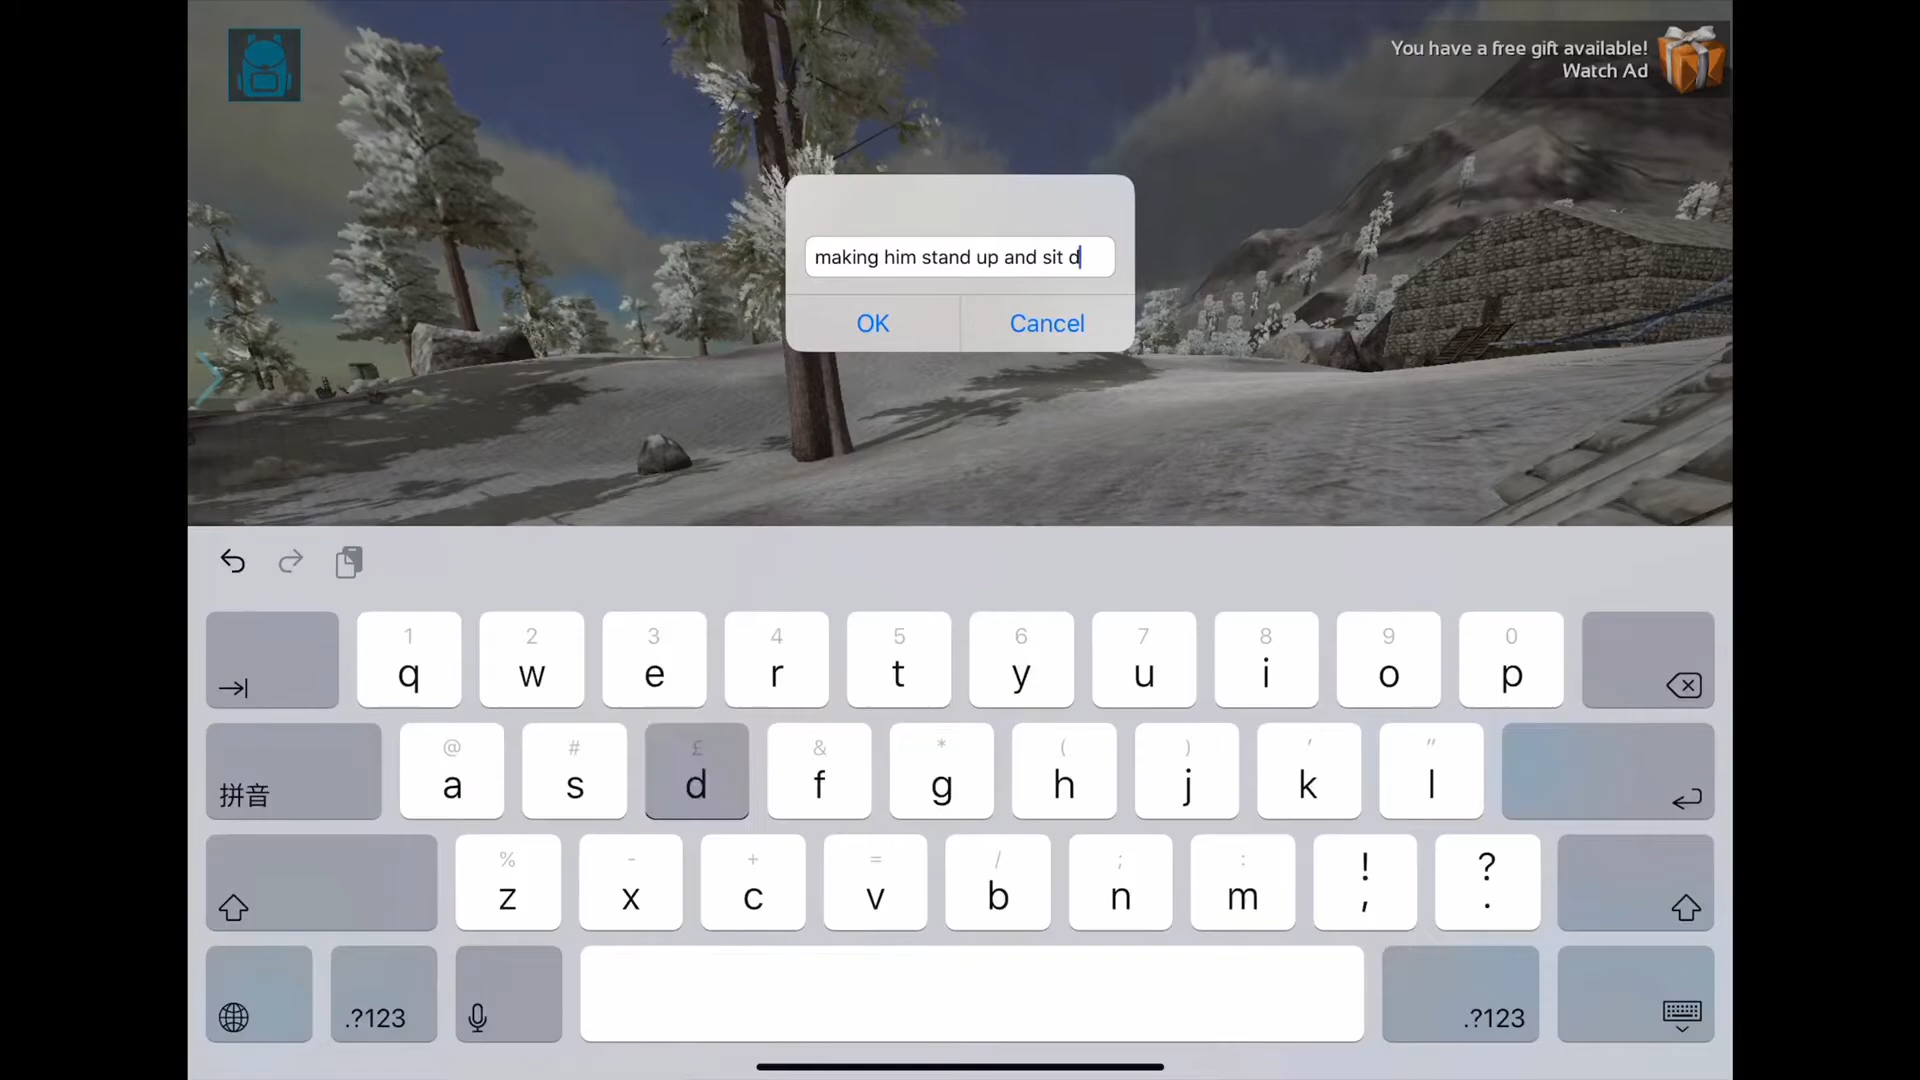 You have a free gift available!
Watch Ad
making him stand up and sit d
OK Cancel
1 2 3 4 5 6 7 8 9 0
q w e r t y u i o p
@ # £ & * ( ) ' "
拼音 a s d f g h j k l
% - + = / ; : ! ?
z x c v b n m , .
.?123 .?123